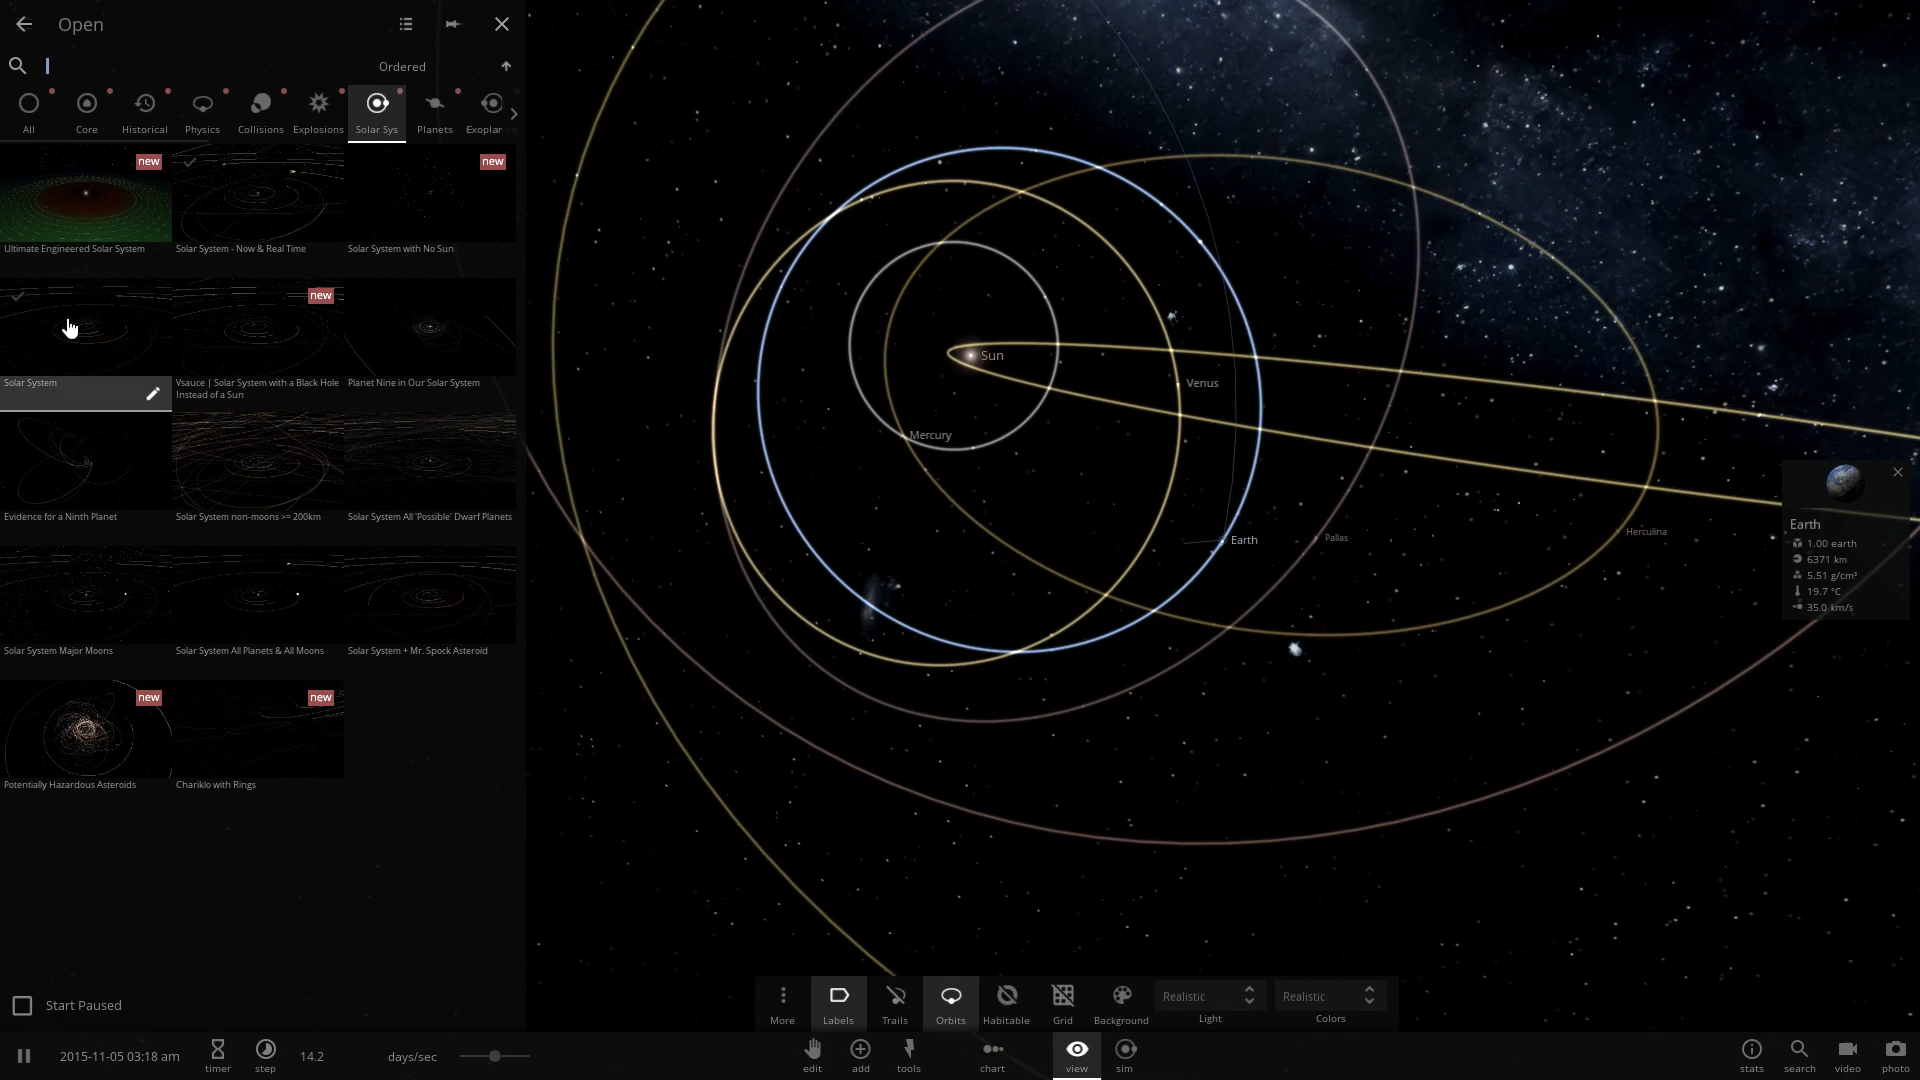 Open
Ordered
All
Core
Historical
Physics
Collisions
Explosions
Solar Sys
Planets
Exoplar
new
new
Ultimate Engineered Solar System
Solar System - Now & Real Time
Solar System with No Sun
new
Solar System
Vsauce | Solar System with a Black Hole
Instead of a Sun
Planet Nine in Our Solar System
Evidence for a Ninth Planet
Solar System non-moons >= 200km
Solar System All 'Possible' Dwarf Planets
Solar System Major Moons
Solar System All Planets & All Moons
Solar System + Mr. Spock Asteroid
new
new
Potentially Hazardous Asteroids
Chariklo with Rings
Start Paused
Sun
Venus
Mercury
Earth
Pallas
Herculina
Earth
1.00 earth
6371 km
5.51 g/cm³
19.7 °C
35.0 km/s
More
Labels
Trails
Orbits
Habitable
Grid
Background
Realistic
Light
Realistic
Colors
2015-11-05 03:18 am
timer
step
14.2
days/sec
edit
add
tools
chart
view
sim
stats
search
video
photo